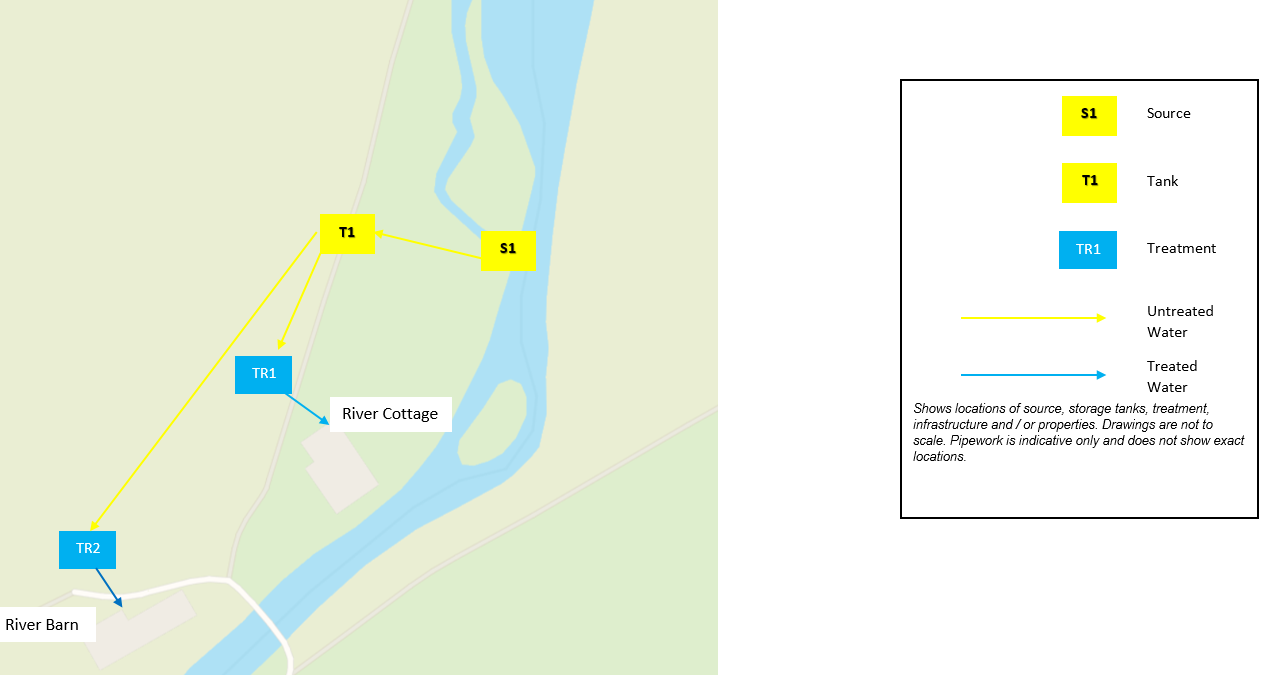 T1
S1
TR1
River Cottage
TR2
River Barn
S1
Source
T1
Tank
TR1
Treatment
Untreated
Water
Treated
Water
Shows locations of source, storage tanks, treatment,
infrastructure and / or properties. Drawings are not to
scale. Pipework is indicative only and does not show exact
locations.